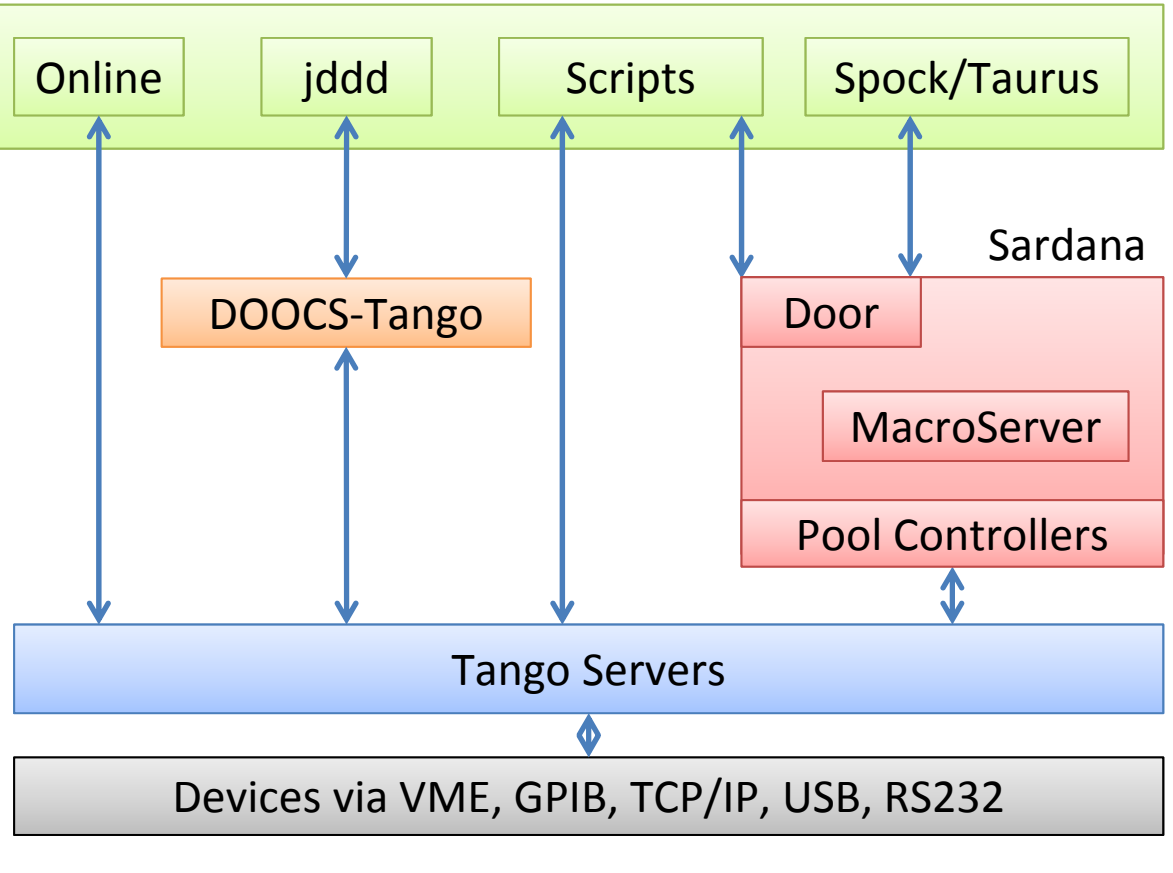 Online
jddd
Scripts
Spock/Taurus
Sardana
DOOCS-Tango
Door
MacroServer
Pool Controllers
Tango Servers
Devices via VME, GPIB, TCP/IP, USB, RS232